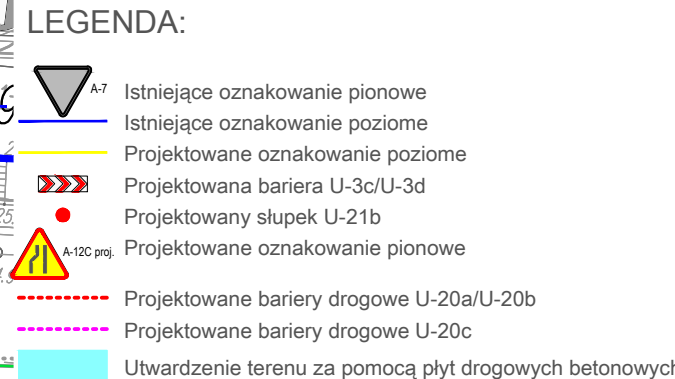 LEGENDA:
A-7 Istniejące oznakowanie pionowe
Istniejące oznakowanie poziome
Projektowane oznakowanie poziome
Projektowana bariera U-3c/U-3d
Projektowany słupek U-21b
A-12C proj. Projektowane oznakowanie pionowe
Projektowane bariery drogowe U-20a/U-20b
Projektowane bariery drogowe U-20c
Utwardzenie terenu za pomocą płyt drogowych betonowych